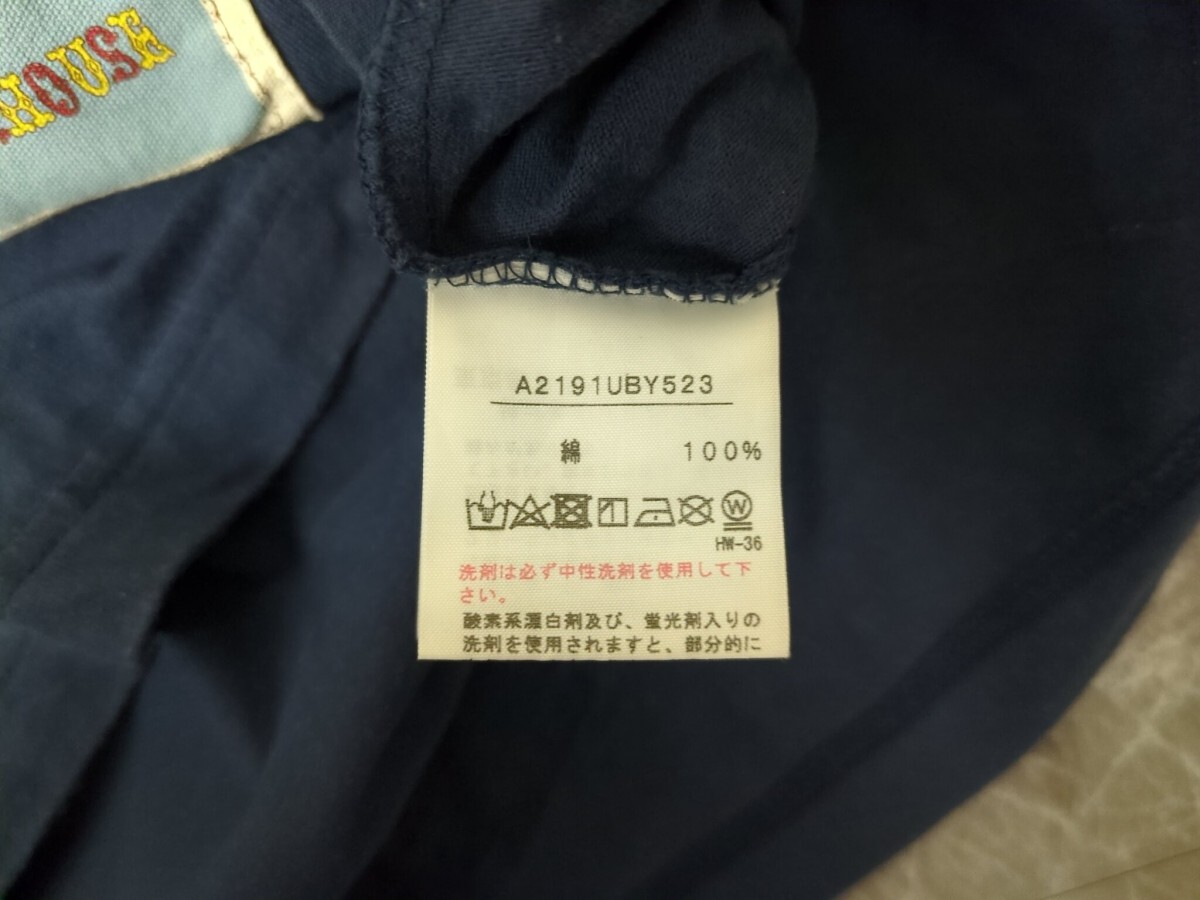 HOUSE
A2191UBY523
綿 100%
W
HW-36
洗剤は必ず中性洗剤を使用して下
さい。
酸素系漂白剤及び、蛍光剤入りの
洗剤を使用されますと、部分的に